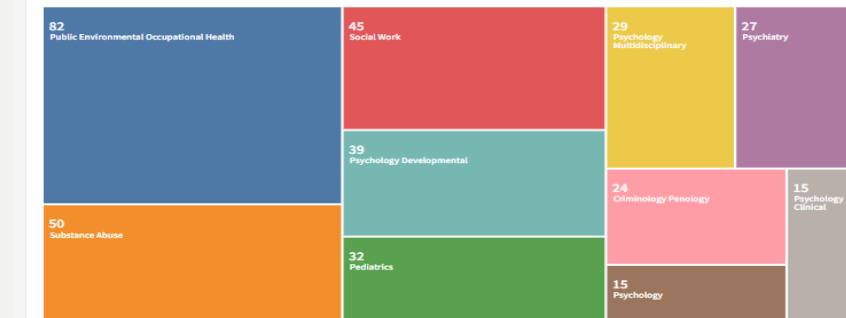 82
Public Environmental Occupational Health
45
Social Work
29
Psychology
Multidisciplinary
27
Psychiatry
39
Psychology Developmental
24
Criminology Penology
15
Psychology
Clinical
50
Substance Abuse
32
Pediatrics
15
Psychology